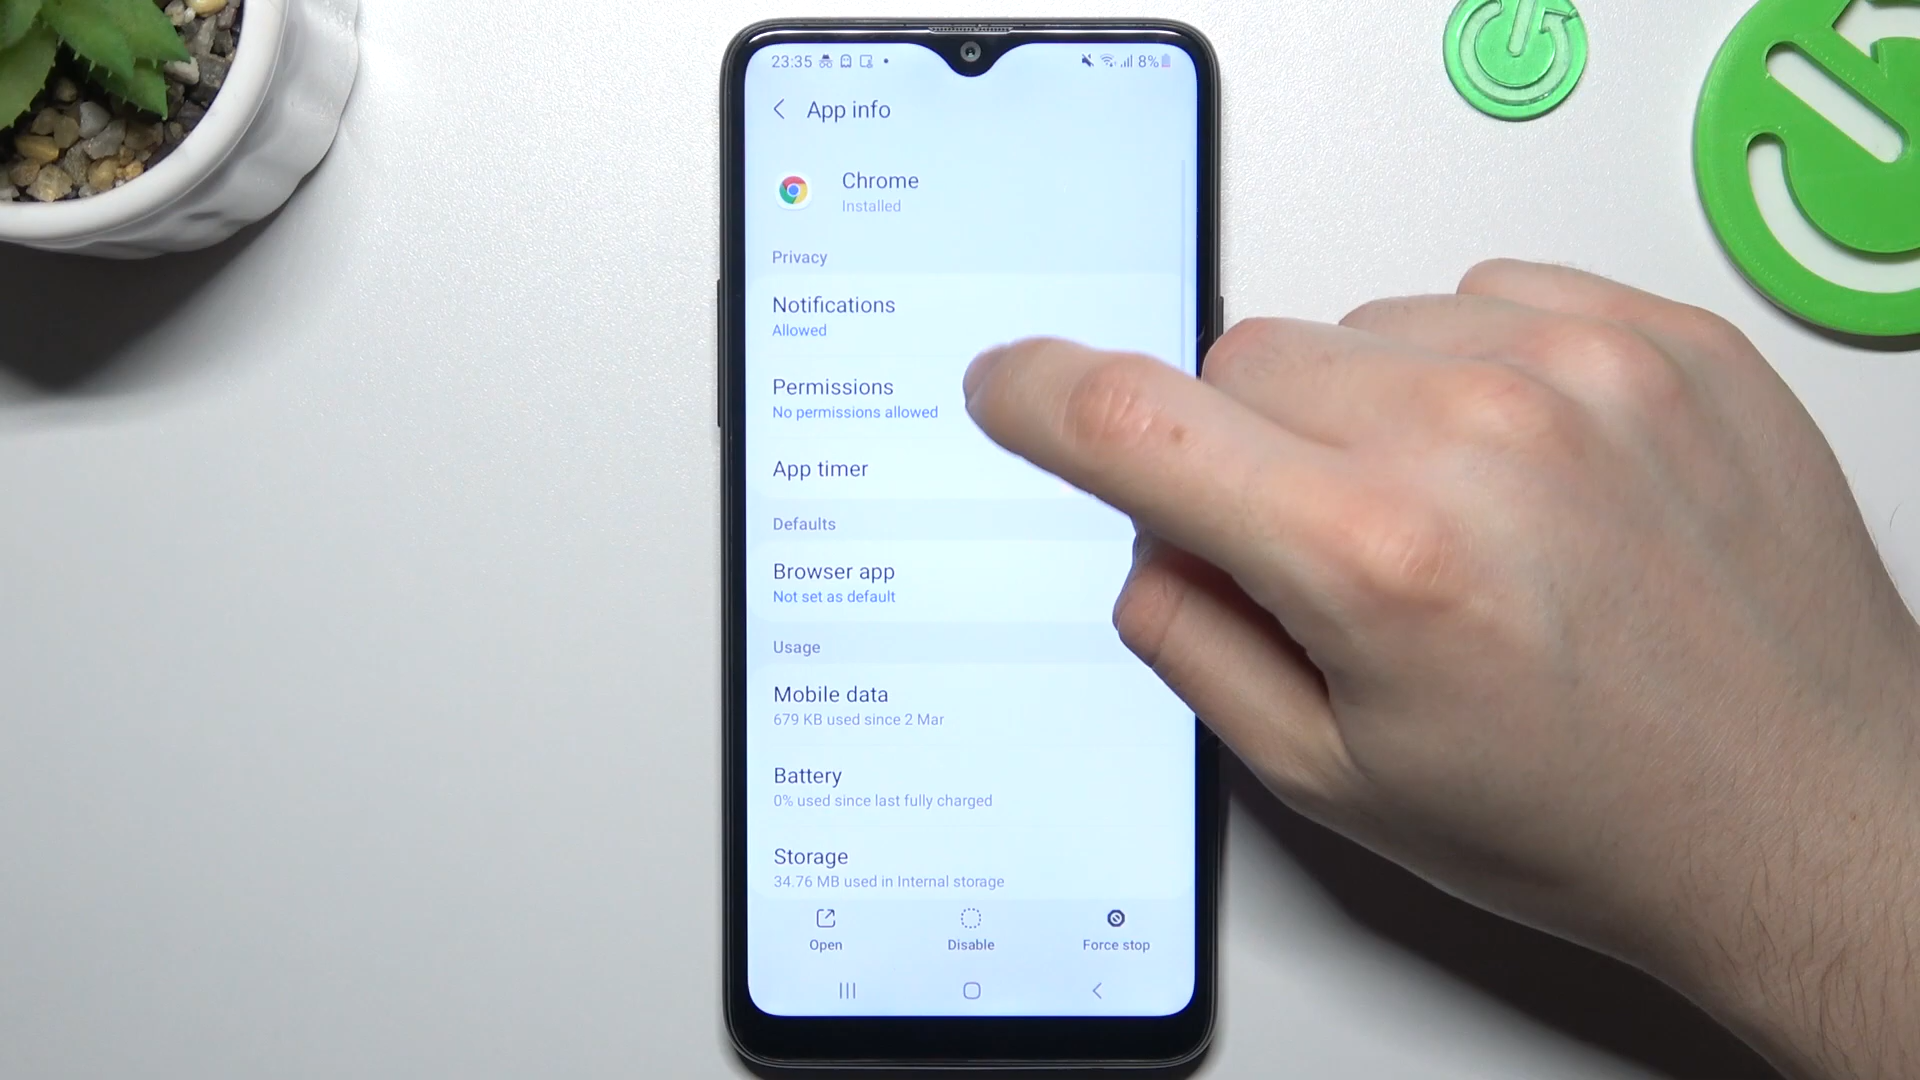 23:35 8%
App info
Chrome
Installed
Privacy
Notifications
Allowed
Permissions
No permissions allowed
App timer
Defaults
Browser app
Not set as default
Usage
Mobile data
679 KB used since 2 Mar
Battery
0% used since last fully charged
Storage
34.76 MB used in Internal storage
Open Disable Force stop